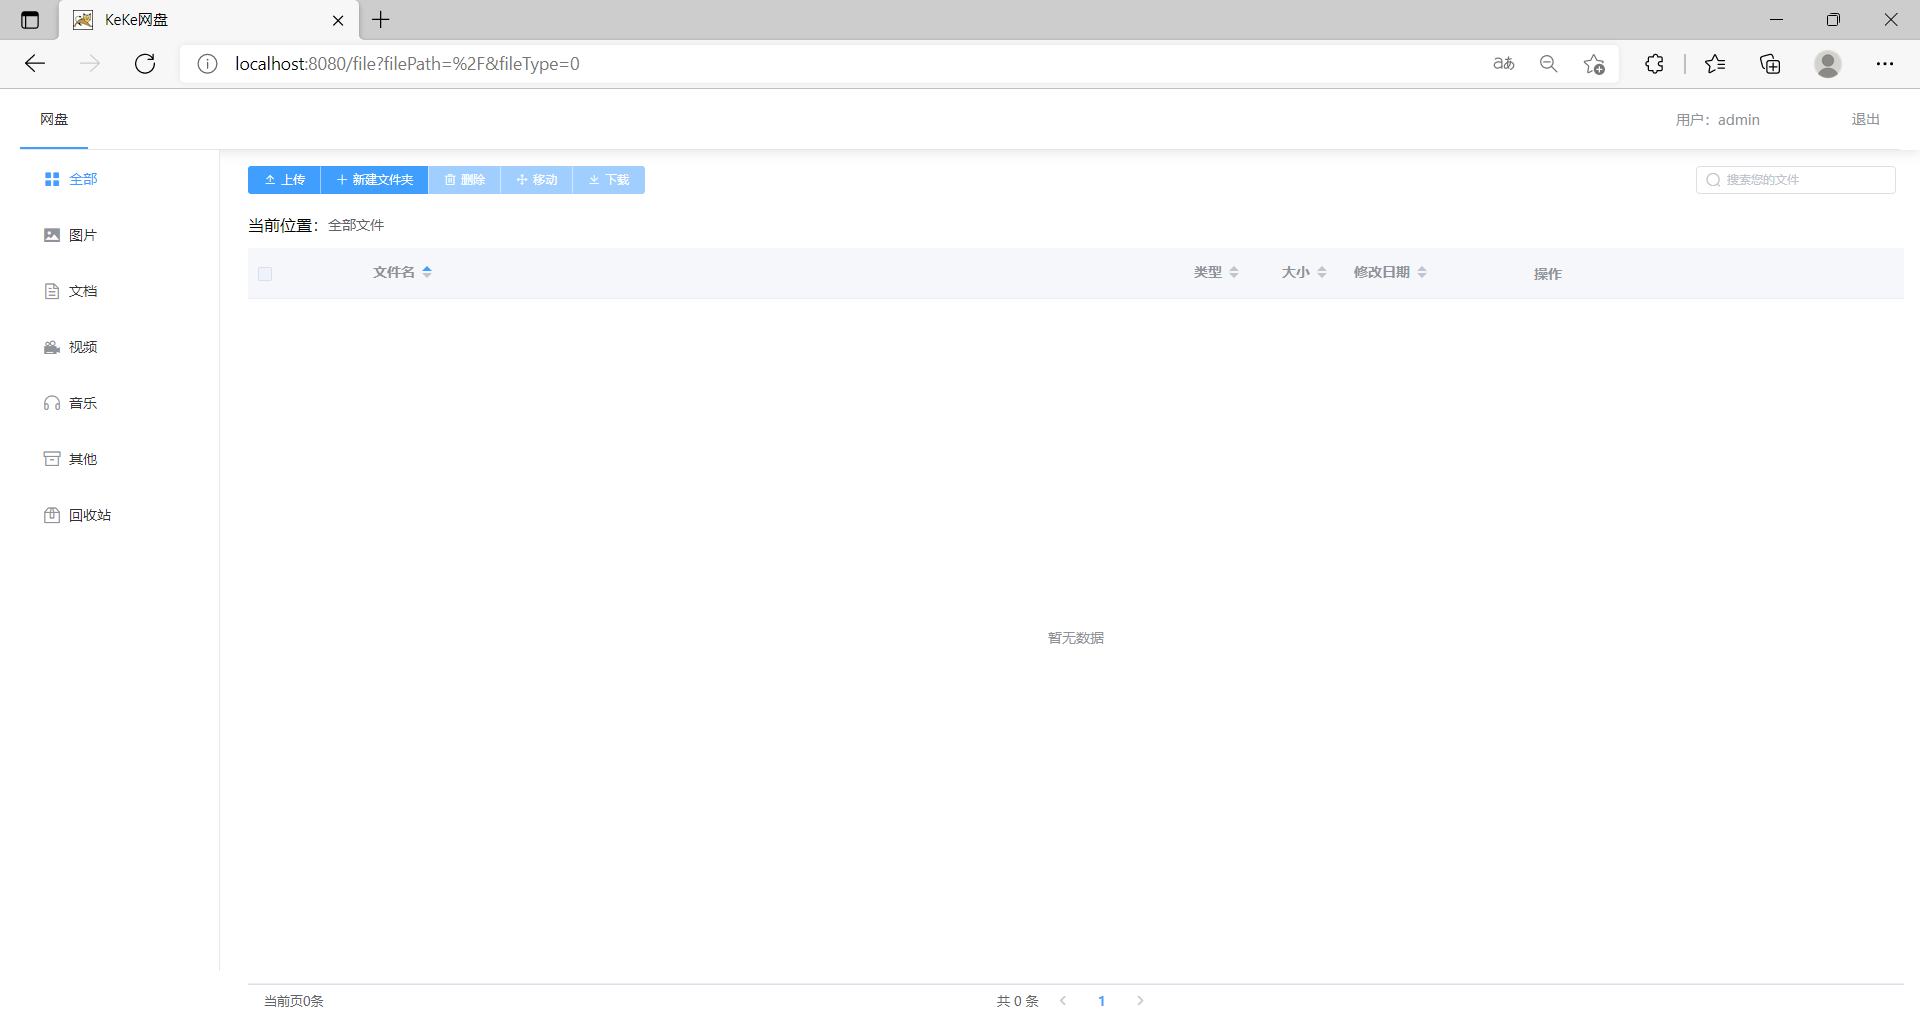 KeKe网盘
localhost:8080/file?filePath=%2F&fileType=0
aあ
网盘
用户：admin
退出
全部
图片
文档
视频
音乐
其他
回收站
上传 新建文件夹 删除 移动 下载
搜索您的文件
当前位置： 全部文件
文件名 类型 大小 修改日期 操作
暂无数据
当前页0条
共 0 条 1